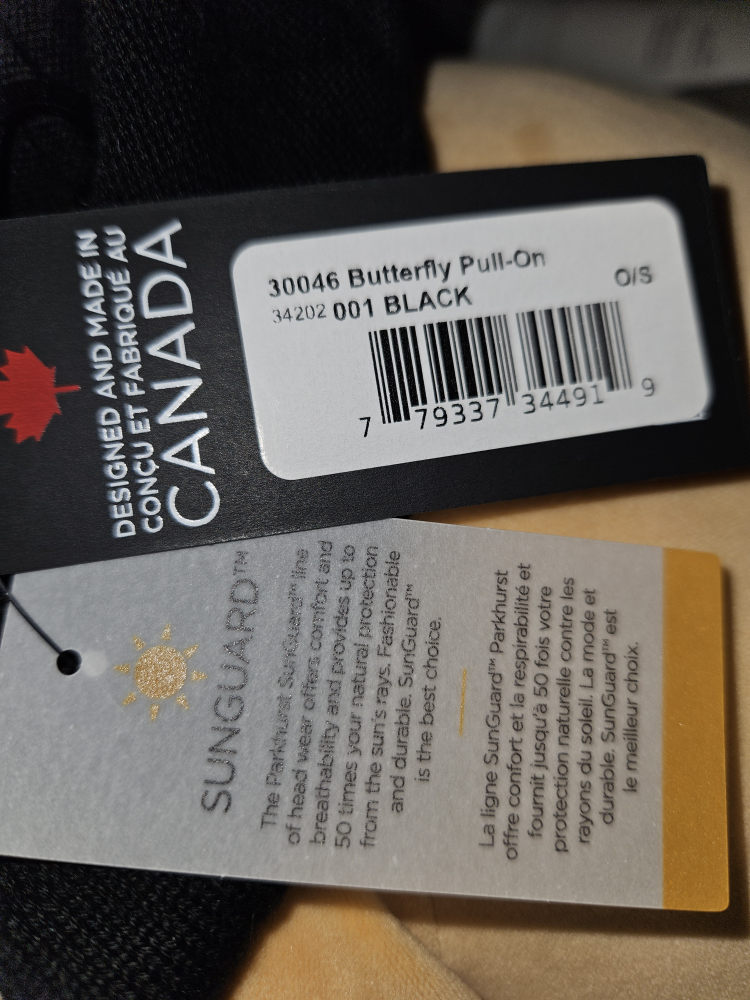 DESIGNED AND MADE IN
CONÇU ET FABRIQUÉ AU
CANADA
30046 Butterfly Pull-On
34202 001 BLACK
O/S
7 79337 34491 9
SUNGUARD™
The Parkhurst SunGuard™ line
of head wear offers comfort and
breathability and provides up to
50 times your natural protection
from the sun's rays. Fashionable
and durable. SunGuard™
is the best choice.
La ligne SunGuard™ Parkhurst
offre confort et la respirabilité et
fournit jusqu'à 50 fois votre
protection naturelle contre les
rayons du soleil. La mode et
durable. SunGuard™ est
le meilleur choix.